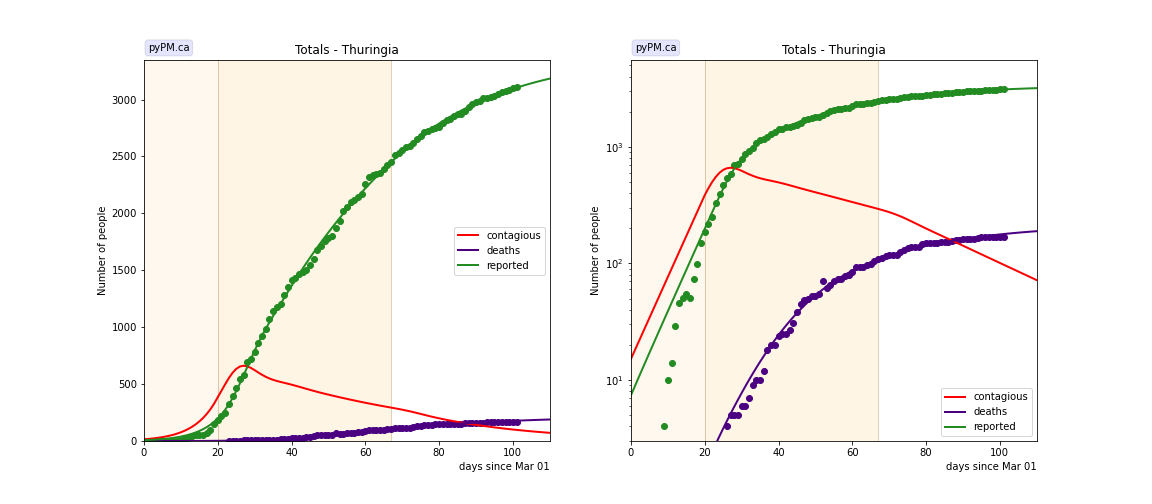 pyPM.ca
Totals - Thuringia
Number of people
3000
2500
2000
1500
1000
500
0
0 20 40 60 80 100
days since Mar 01
contagious
deaths
reported
pyPM.ca
Totals - Thuringia
Number of people
10³
10²
10¹
0 20 40 60 80 100
days since Mar 01
contagious
deaths
reported